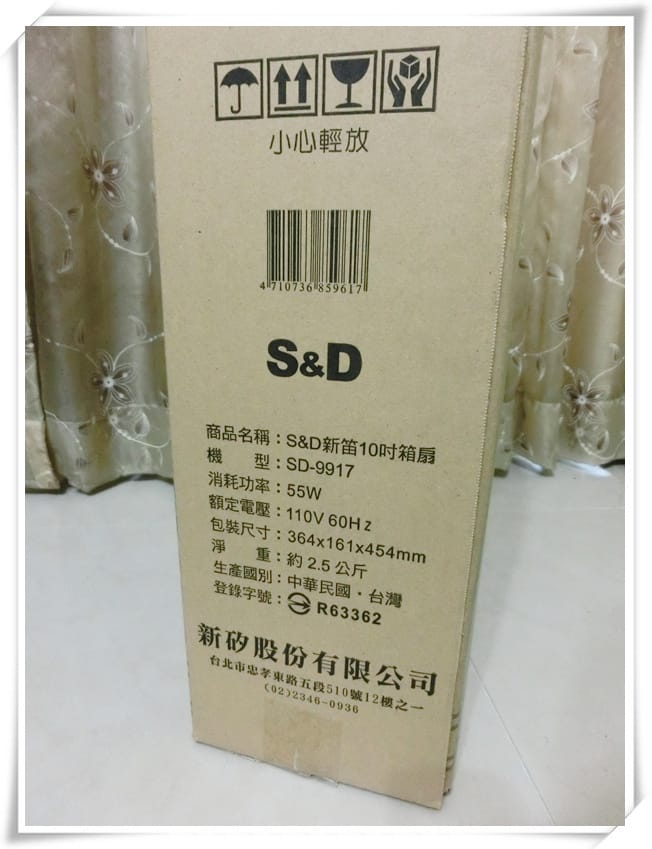 小心輕放
4 710736 859617
S&D
商品名稱：S&D新笛10吋箱扇
機　　型：SD-9917
消耗功率：55W
額定電壓：110V 60Hz
包裝尺寸：364x161x454mm
淨　　重：約 2.5 公斤
生產國別：中華民國・台灣
登錄字號：R63362
新矽股份有限公司
台北市忠孝東路五段510號12樓之一
(02)2346-0936